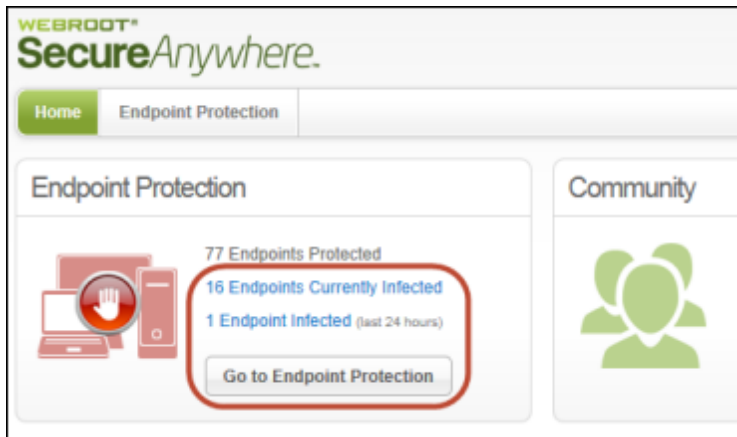 WEBROOT®
SecureAnywhere™
Home
Endpoint Protection
Endpoint Protection
77 Endpoints Protected
16 Endpoints Currently Infected
1 Endpoint Infected (last 24 hours)
Go to Endpoint Protection
Community